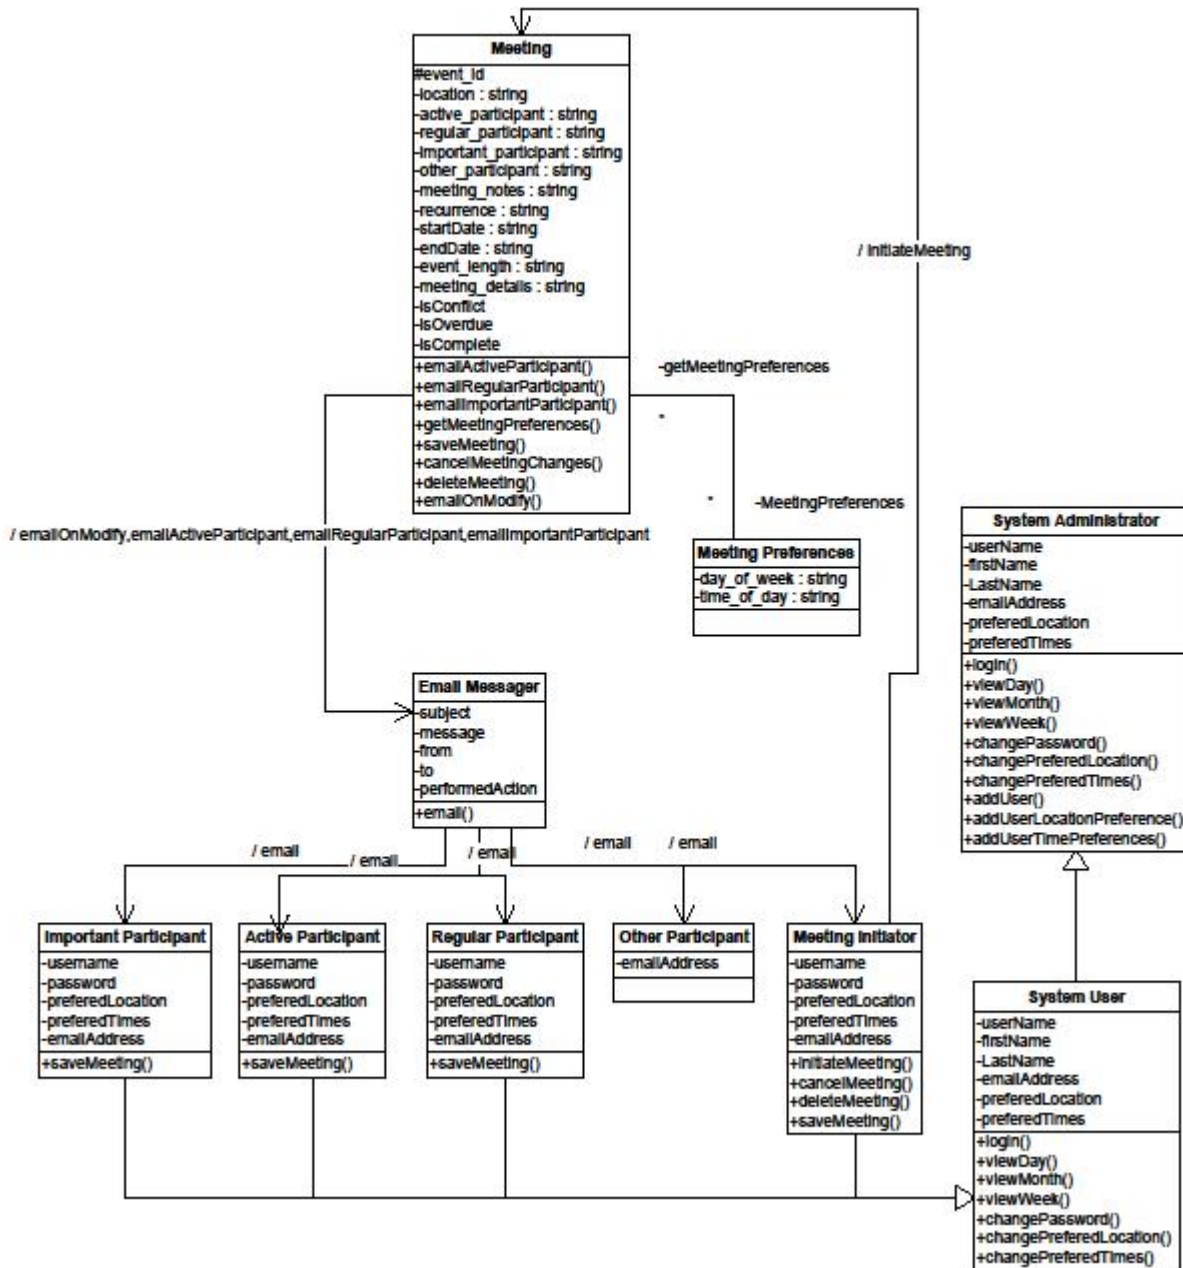 Meeting
#event_id
-location : string
-active_participant : string
-regular_participant : string
-important_participant : string
-other_participant : string
-meeting_notes : string
-recurrence : string
-startDate : string
-endDate : string
-event_length : string
-meeting_details : string
-isConflict
-isOverdue
-isComplete
+emailActiveParticipant()
+emailRegularParticipant()
+emailImportantParticipant()
+getMeetingPreferences()
+saveMeeting()
+cancelMeetingChanges()
+deleteMeeting()
+emailOnModify()
/ initiateMeeting
-getMeetingPreferences
*
*
-MeetingPreferences
/ emailOnModify,emailActiveParticipant,emailRegularParticipant,emailImportantParticipant
Meeting Preferences
-day_of_week : string
-time_of_day : string
System Administrator
-userName
-firstName
-LastName
-emailAddress
-preferedLocation
-preferedTimes
+login()
+viewDay()
+viewMonth()
+viewWeek()
+changePassword()
+changePreferedLocation()
+changePreferedTimes()
+addUser()
+addUserLocationPreference()
+addUserTimePreferences()
Email Messager
-subject
-message
-from
-to
-performedAction
+email()
/ email
/ email
/ email
/ email
/ email
Important Participant
-username
-password
-preferedLocation
-preferedTimes
-emailAddress
+saveMeeting()
Active Participant
-username
-password
-preferedLocation
-preferedTimes
-emailAddress
+saveMeeting()
Regular Participant
-username
-password
-preferedLocation
-preferedTimes
-emailAddress
+saveMeeting()
Other Participant
-emailAddress
Meeting Initiator
-username
-password
-preferedLocation
-preferedTimes
-emailAddress
+initiateMeeting()
+cancelMeeting()
+deleteMeeting()
+saveMeeting()
System User
-userName
-firstName
-LastName
-emailAddress
-preferedLocation
-preferedTimes
+login()
+viewDay()
+viewMonth()
+viewWeek()
+changePassword()
+changePreferedLocation()
+changePreferedTimes()